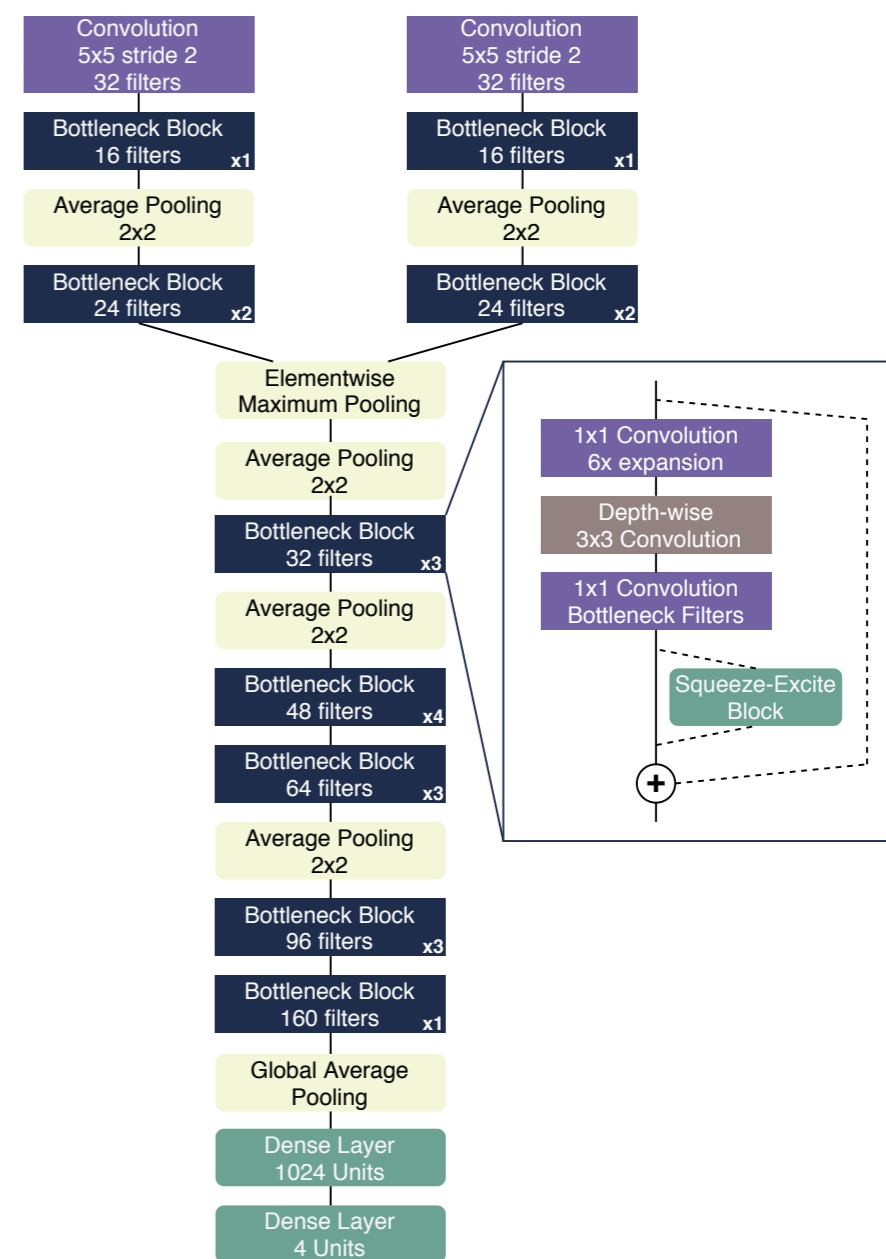 Convolution
5x5 stride 2
32 filters
Bottleneck Block
16 filters x1
Average Pooling
2x2
Bottleneck Block
24 filters x2
Convolution
5x5 stride 2
32 filters
Bottleneck Block
16 filters x1
Average Pooling
2x2
Bottleneck Block
24 filters x2
Elementwise
Maximum Pooling
Average Pooling
2x2
Bottleneck Block
32 filters x3
Average Pooling
2x2
Bottleneck Block
48 filters x4
Bottleneck Block
64 filters x3
Average Pooling
2x2
Bottleneck Block
96 filters x3
Bottleneck Block
160 filters x1
Global Average
Pooling
Dense Layer
1024 Units
Dense Layer
4 Units
1x1 Convolution
6x expansion
Depth-wise
3x3 Convolution
1x1 Convolution
Bottleneck Filters
Squeeze-Excite
Block
+